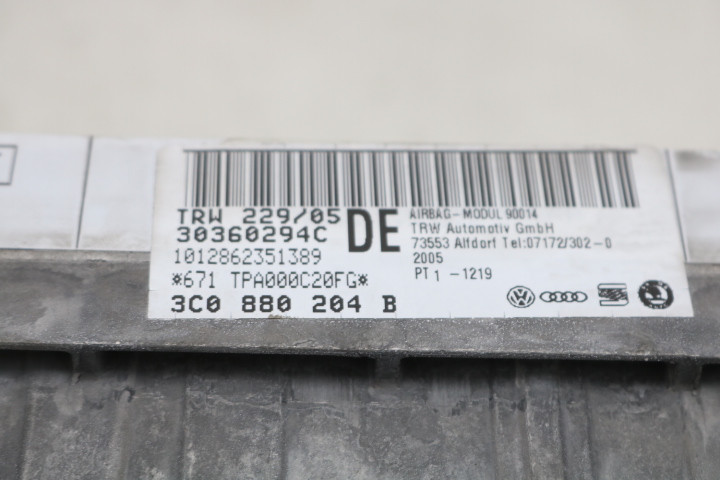 TRW 229/05
30360294C
DE
1012862351389
*671 TPA000C20FG*
3C0 880 204 B
AIRBAG-MODUL 90014
TRW Automotiv GmbH
73553 Alfdorf Tel:07172/302-0
2005
PT 1 -1219